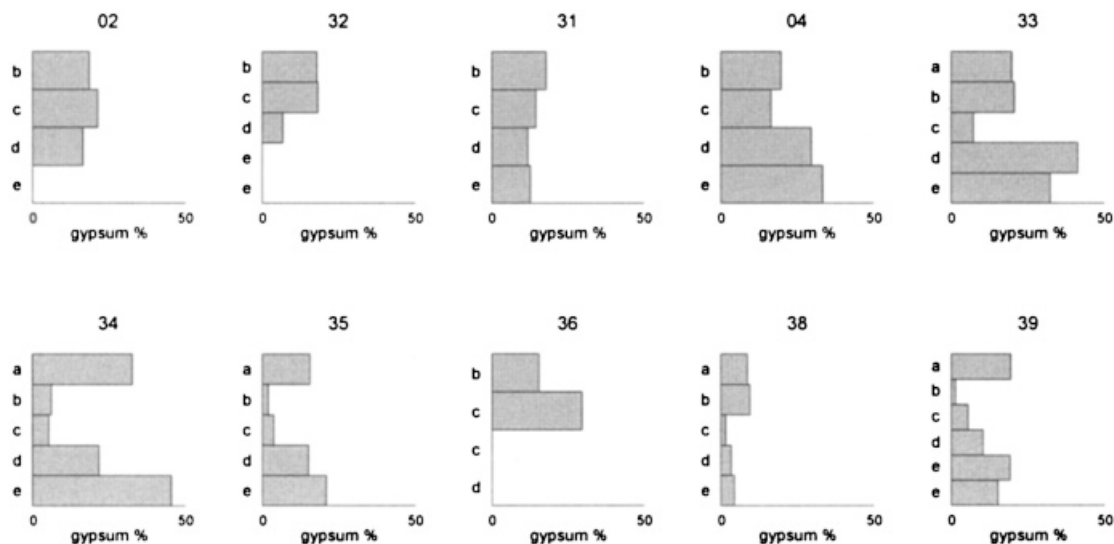 02 32 31 04 33
b b b b a
c c c c b
d d d d c
e e e e d
e e
0 50 0 50 0 50 0 50 0 50
gypsum % gypsum % gypsum % gypsum % gypsum %
34 35 36 38 39
a a b a a
b b c b b
c c c c c
d d d d d
e e e e
e
0 50 0 50 0 50 0 50 0 50
gypsum % gypsum % gypsum % gypsum % gypsum %